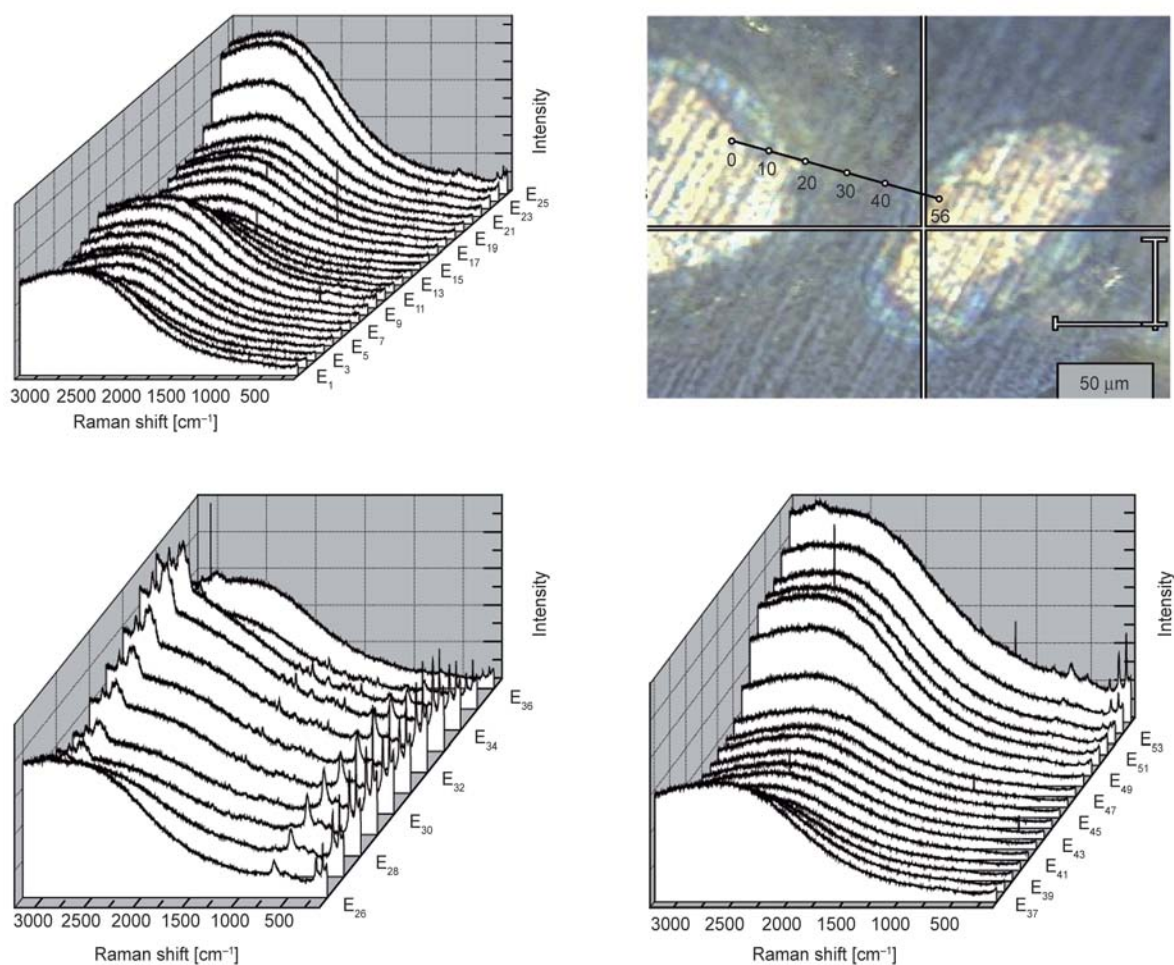 Intensity
E25
E23
E21
E19
E17
E15
E13
E11
E9
E7
E5
E3
E1
3000 2500 2000 1500 1000 500
Raman shift [cm–1]
0
10
20
30
40
56
50 μm
Intensity
E36
E34
E32
E30
E28
E26
3000 2500 2000 1500 1000 500
Raman shift [cm–1]
Intensity
E53
E51
E49
E47
E45
E43
E41
E39
E37
3000 2500 2000 1500 1000 500
Raman shift [cm–1]